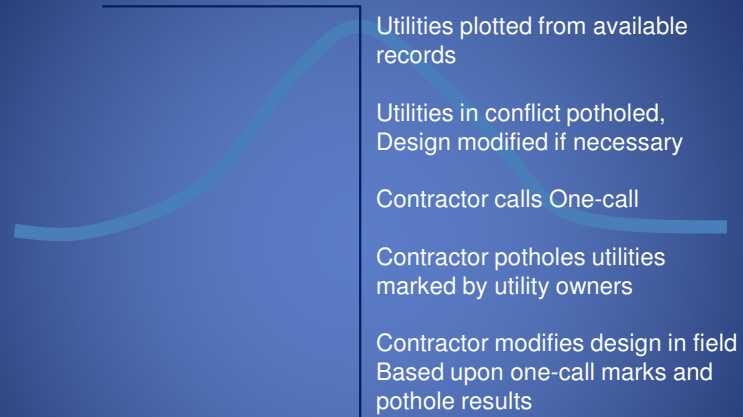 Utilities plotted from available
records
Utilities in conflict potholed,
Design modified if necessary
Contractor calls One-call
Contractor potholes utilities
marked by utility owners
Contractor modifies design in field
Based upon one-call marks and
pothole results